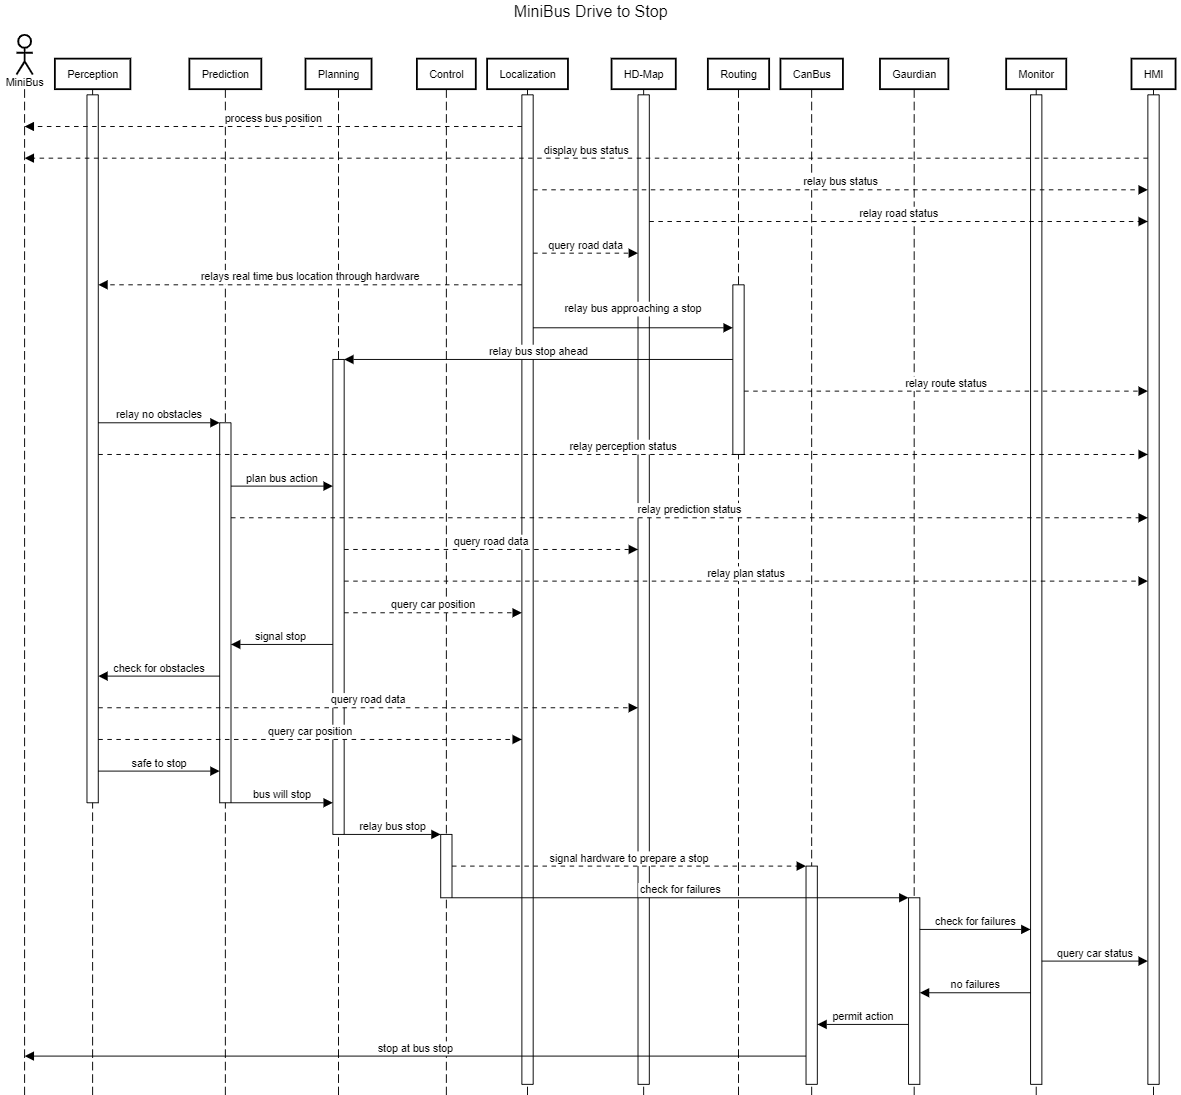 MiniBus Drive to Stop
MiniBus
Perception
Prediction
Planning
Control
Localization
HD-Map
Routing
CanBus
Gaurdian
Monitor
HMI
process bus position
display bus status
relay bus status
relay road status
query road data
relays real time bus location through hardware
relay bus approaching a stop
relay bus stop ahead
relay route status
relay no obstacles
relay perception status
plan bus action
relay prediction status
query road data
relay plan status
query car position
signal stop
check for obstacles
query road data
query car position
safe to stop
bus will stop
relay bus stop
signal hardware to prepare a stop
check for failures
check for failures
query car status
no failures
permit action
stop at bus stop